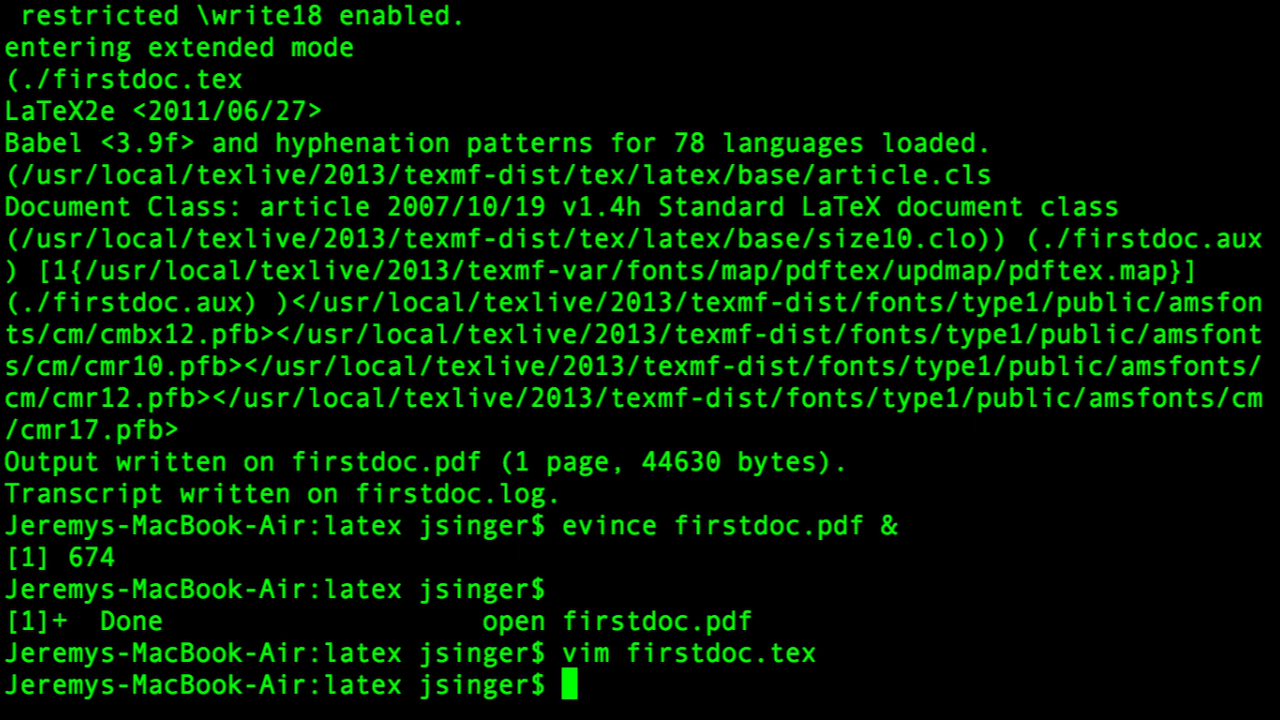 restricted \write18 enabled.
entering extended mode
(./firstdoc.tex
LaTeX2e <2011/06/27>
Babel <3.9f> and hyphenation patterns for 78 languages loaded.
(/usr/local/texlive/2013/texmf-dist/tex/latex/base/article.cls
Document Class: article 2007/10/19 v1.4h Standard LaTeX document class
(/usr/local/texlive/2013/texmf-dist/tex/latex/base/size10.clo)) (./firstdoc.aux
) [1{/usr/local/texlive/2013/texmf-var/fonts/map/pdftex/updmap/pdftex.map}]
(./firstdoc.aux) )</usr/local/texlive/2013/texmf-dist/fonts/type1/public/amsfon
ts/cm/cmbx12.pfb></usr/local/texlive/2013/texmf-dist/fonts/type1/public/amsfont
s/cm/cmr10.pfb></usr/local/texlive/2013/texmf-dist/fonts/type1/public/amsfonts/
cm/cmr12.pfb></usr/local/texlive/2013/texmf-dist/fonts/type1/public/amsfonts/cm
/cmr17.pfb>
Output written on firstdoc.pdf (1 page, 44630 bytes).
Transcript written on firstdoc.log.
Jeremys-MacBook-Air:latex jsinger$ evince firstdoc.pdf &
[1] 674
Jeremys-MacBook-Air:latex jsinger$
[1]+  Done                    open firstdoc.pdf
Jeremys-MacBook-Air:latex jsinger$ vim firstdoc.tex
Jeremys-MacBook-Air:latex jsinger$